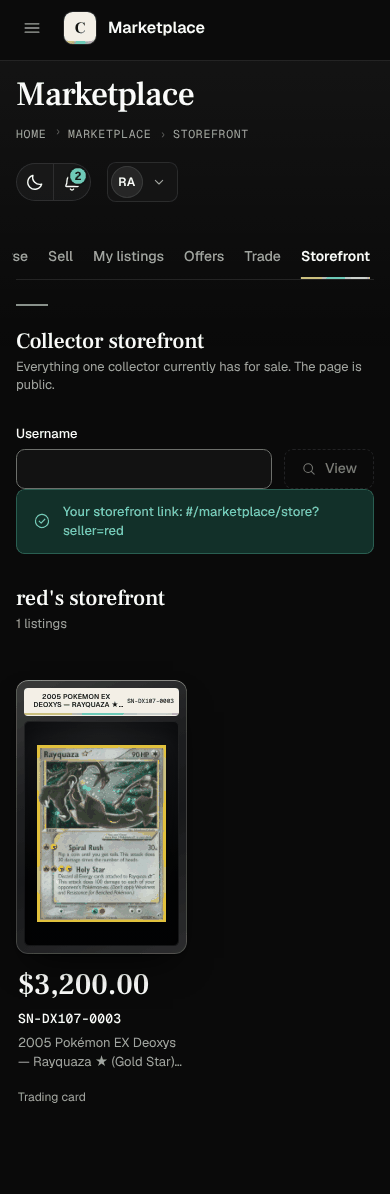 C Marketplace
Marketplace
HOME › MARKETPLACE › STOREFRONT
2
RA
se Sell My listings Offers Trade Storefront
Collector storefront
Everything one collector currently has for sale. The page is
public.
Username
View
Your storefront link: #/marketplace/store?
seller=red
red's storefront
1 listings
2005 POKÉMON EX
DEOXYS — RAYQUAZA ★… SN-DX107-0003
Rayquaza ☆ 90 HP
Spiral Rush 30x
Holy Star
$3,200.00
SN-DX107-0003
2005 Pokémon EX Deoxys
— Rayquaza ★ (Gold Star)…
Trading card